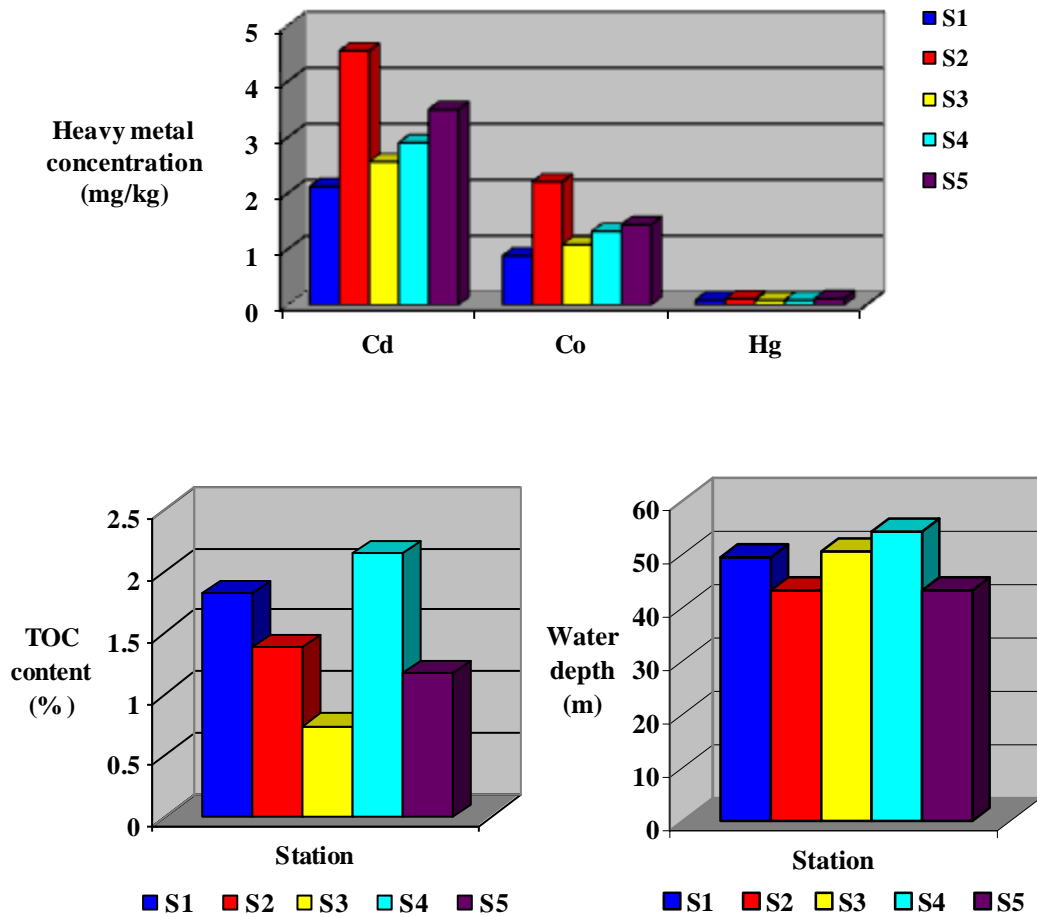 5
4
3
2
1
0
Heavy metal
concentration
(mg/kg)
Cd Co Hg
S1
S2
S3
S4
S5
2.5
2
1.5
1
0.5
0
TOC
content
(%)
Station
S1 S2 S3 S4 S5
60
50
40
30
20
10
0
Water
depth
(m)
Station
S1 S2 S3 S4 S5